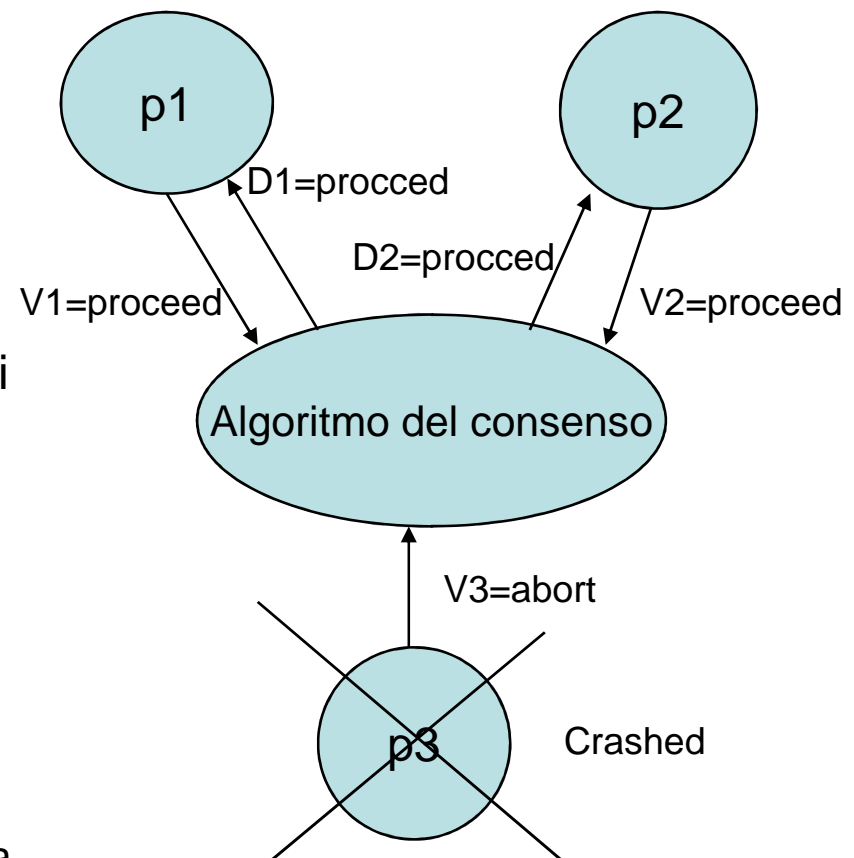 p1
p2
D1=procced
D2=procced
V1=proceed
V2=proceed
i
Algoritmo del consenso
V3=abort
p3
Crashed